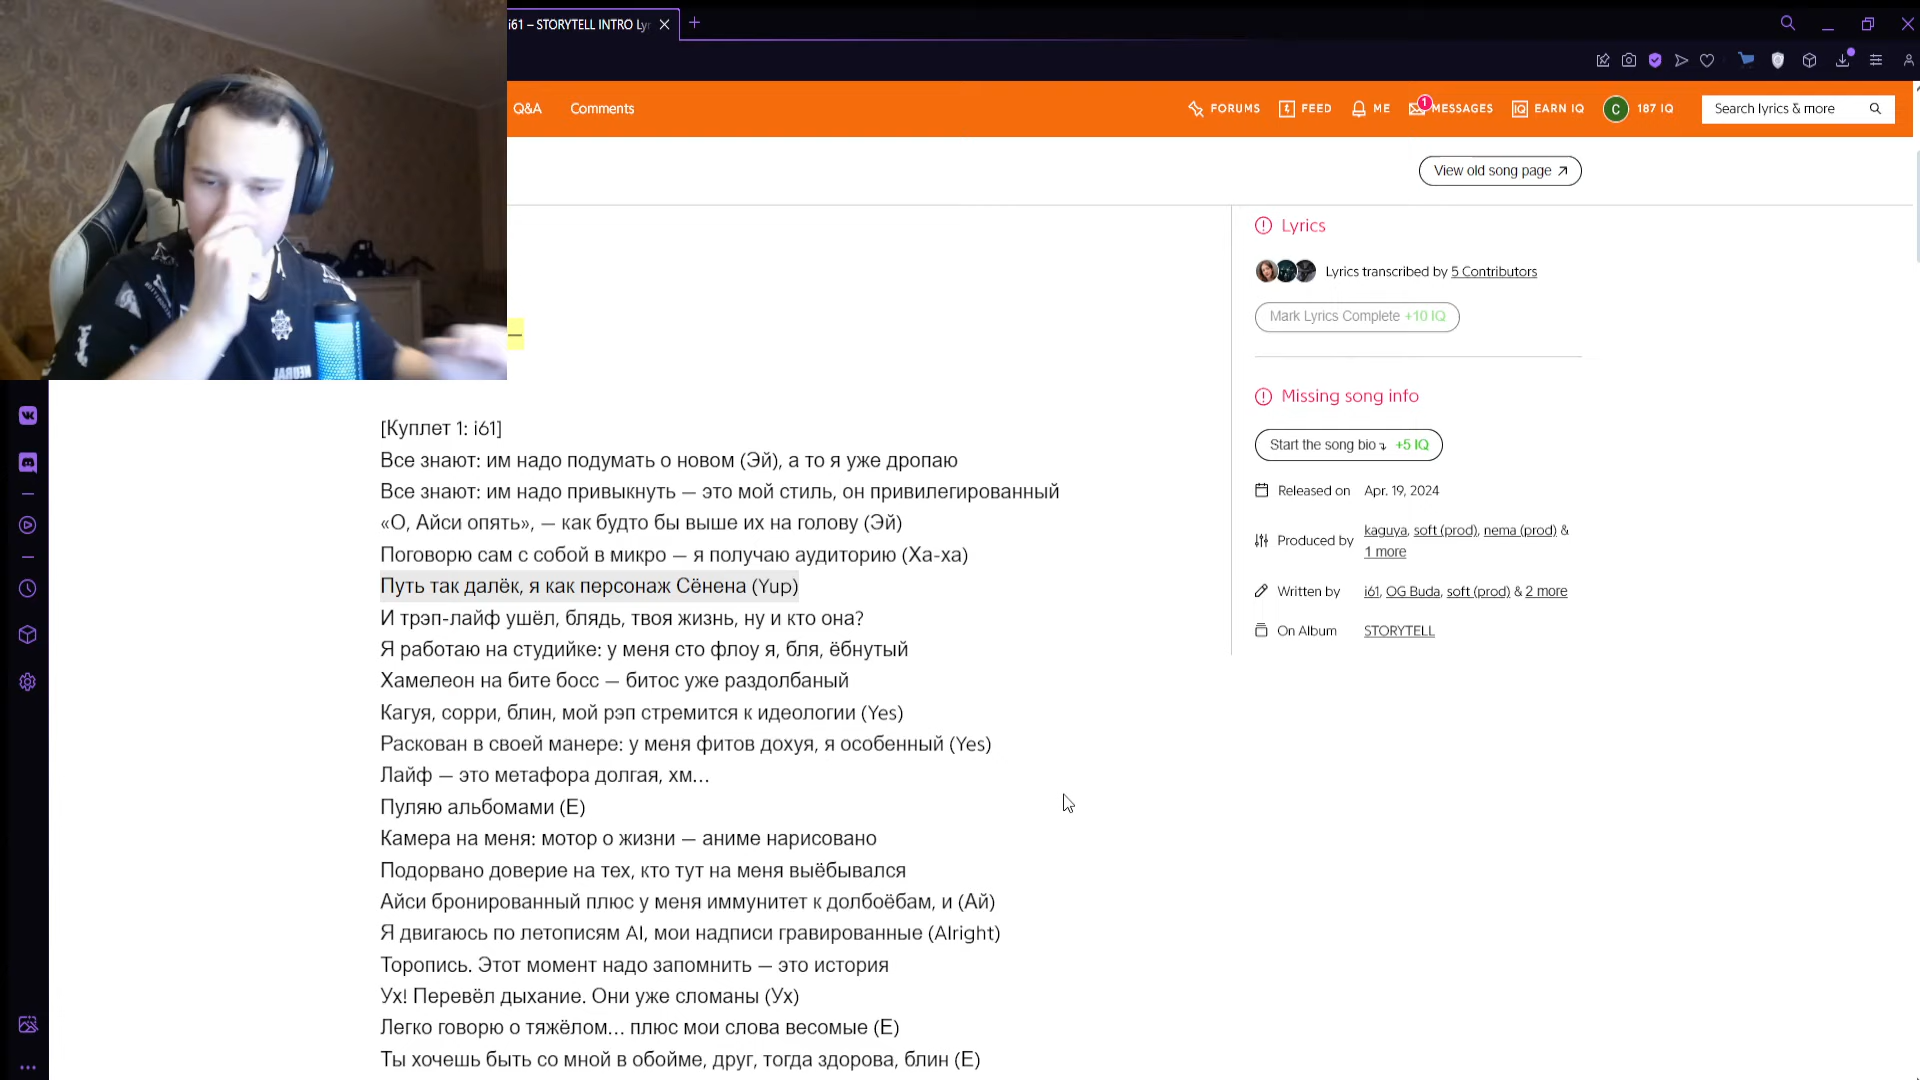 i61 – STORYTELL INTRO Ly
Q&A
Comments
FORUMS
FEED
ME
1
MESSAGES
IQ
EARN IQ
C
187 IQ
Search lyrics & more
View old song page
Lyrics
Lyrics transcribed by 5 Contributors
Mark Lyrics Complete +10 IQ
Missing song info
Start the song bio +5 IQ
Released on Apr. 19, 2024
Produced by kaguya, soft (prod), nema (prod) & 1 more
Written by i61, OG Buda, soft (prod) & 2 more
On Album STORYTELL
[Куплет 1: i61]
Все знают: им надо подумать о новом (Эй), а то я уже дропаю
Все знают: им надо привыкнуть — это мой стиль, он привилегированный
«О, Айси опять», — как будто бы выше их на голову (Эй)
Поговорю сам с собой в микро — я получаю аудиторию (Ха-ха)
Путь так далёк, я как персонаж Сёнена (Yup)
И трэп-лайф ушёл, блядь, твоя жизнь, ну и кто она?
Я работаю на студийке: у меня сто флоу я, бля, ёбнутый
Хамелеон на бите босс — битос уже раздолбаный
Кагуя, сорри, блин, мой рэп стремится к идеологии (Yes)
Раскован в своей манере: у меня фитов дохуя, я особенный (Yes)
Лайф — это метафора долгая, хм...
Пуляю альбомами (Е)
Камера на меня: мотор о жизни — аниме нарисовано
Подорвано доверие на тех, кто тут на меня выёбывался
Айси бронированный плюс у меня иммунитет к долбоёбам, и (Ай)
Я двигаюсь по летописям AI, мои надписи гравированные (Alright)
Торопись. Этот момент надо запомнить — это история
Ух! Перевёл дыхание. Они уже сломаны (Ух)
Легко говорю о тяжёлом... плюс мои слова весомые (Е)
Ты хочешь быть со мной в обойме, друг, тогда здорова, блин (Е)